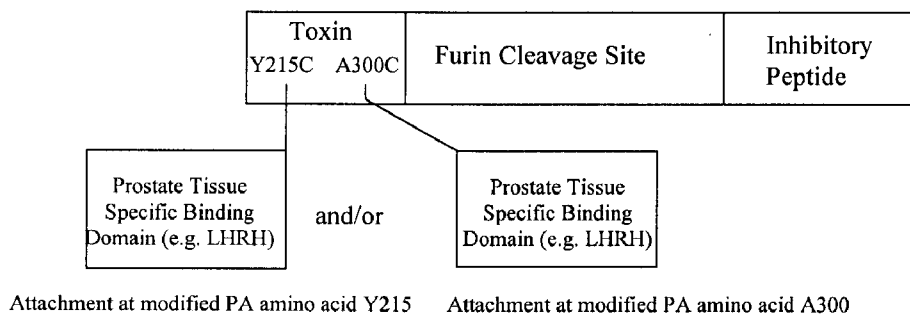 Toxin
Y215C A300C
Furin Cleavage Site
Inhibitory
Peptide
Prostate Tissue
Specific Binding
Domain (e.g. LHRH)
and/or
Prostate Tissue
Specific Binding
Domain (e.g. LHRH)
Attachment at modified PA amino acid Y215
Attachment at modified PA amino acid A300